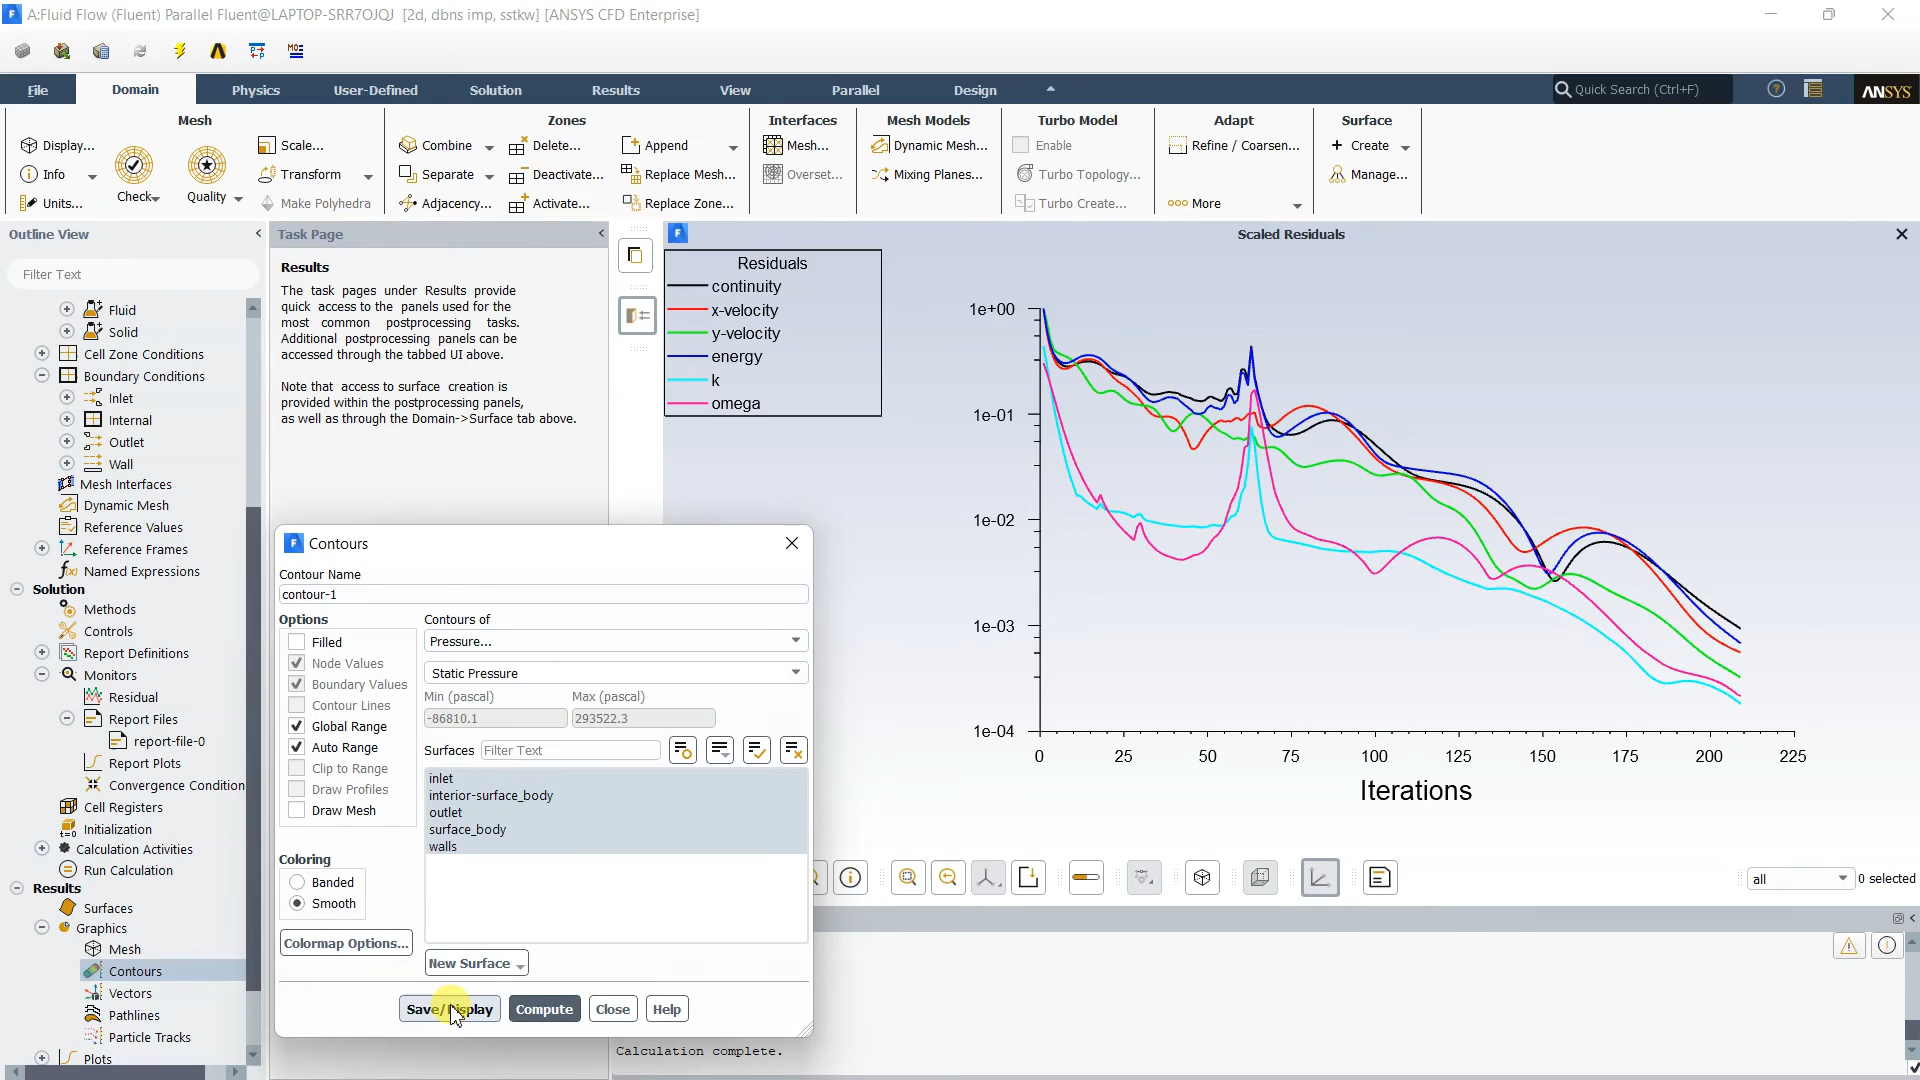 A:Fluid Flow (Fluent) Parallel Fluent@LAPTOP-SRR7OJQJ [2d, dbns imp, sstkw] [ANSYS CFD Enterprise]
File Domain Physics User-Defined Solution Results View Parallel Design
Quick Search (Ctrl+F)
ANSYS
Mesh
Display...
Info
Units...
Check
Quality
Scale...
Transform
Make Polyhedra
Zones
Combine
Separate
Adjacency...
Delete...
Deactivate...
Activate...
Append
Replace Mesh...
Replace Zone...
Interfaces
Mesh...
Overset...
Mesh Models
Dynamic Mesh...
Mixing Planes...
Turbo Model
Enable
Turbo Topology...
Turbo Create...
Adapt
Refine / Coarsen...
More
Surface
Create
Manage...
Outline View
Filter Text
Fluid
Solid
Cell Zone Conditions
Boundary Conditions
Inlet
Internal
Outlet
Wall
Mesh Interfaces
Dynamic Mesh
Reference Values
Reference Frames
Named Expressions
Solution
Methods
Controls
Report Definitions
Monitors
Residual
Report Files
report-file-0
Report Plots
Convergence Condition
Cell Registers
Initialization
Calculation Activities
Run Calculation
Results
Surfaces
Graphics
Mesh
Contours
Vectors
Pathlines
Particle Tracks
Plots
Task Page
Results
The task pages under Results provide
quick access to the panels used for the
most common postprocessing tasks.
Additional postprocessing panels can be
accessed through the tabbed UI above.
Note that access to surface creation is
provided within the postprocessing panels,
as well as through the Domain->Surface tab above.
Contours
Contour Name
contour-1
Options
Filled
Node Values
Boundary Values
Contour Lines
Global Range
Auto Range
Clip to Range
Draw Profiles
Draw Mesh
Coloring
Banded
Smooth
Colormap Options...
Contours of
Pressure...
Static Pressure
Min (pascal) Max (pascal)
-86810.1 293522.3
Surfaces Filter Text
inlet
interior-surface_body
outlet
surface_body
walls
New Surface
Save/Display Compute Close Help
Scaled Residuals
Residuals
continuity
x-velocity
y-velocity
energy
k
omega
1e+00
1e-01
1e-02
1e-03
1e-04
0 25 50 75 100 125 150 175 200 225
Iterations
all 0 selected
Calculation complete.